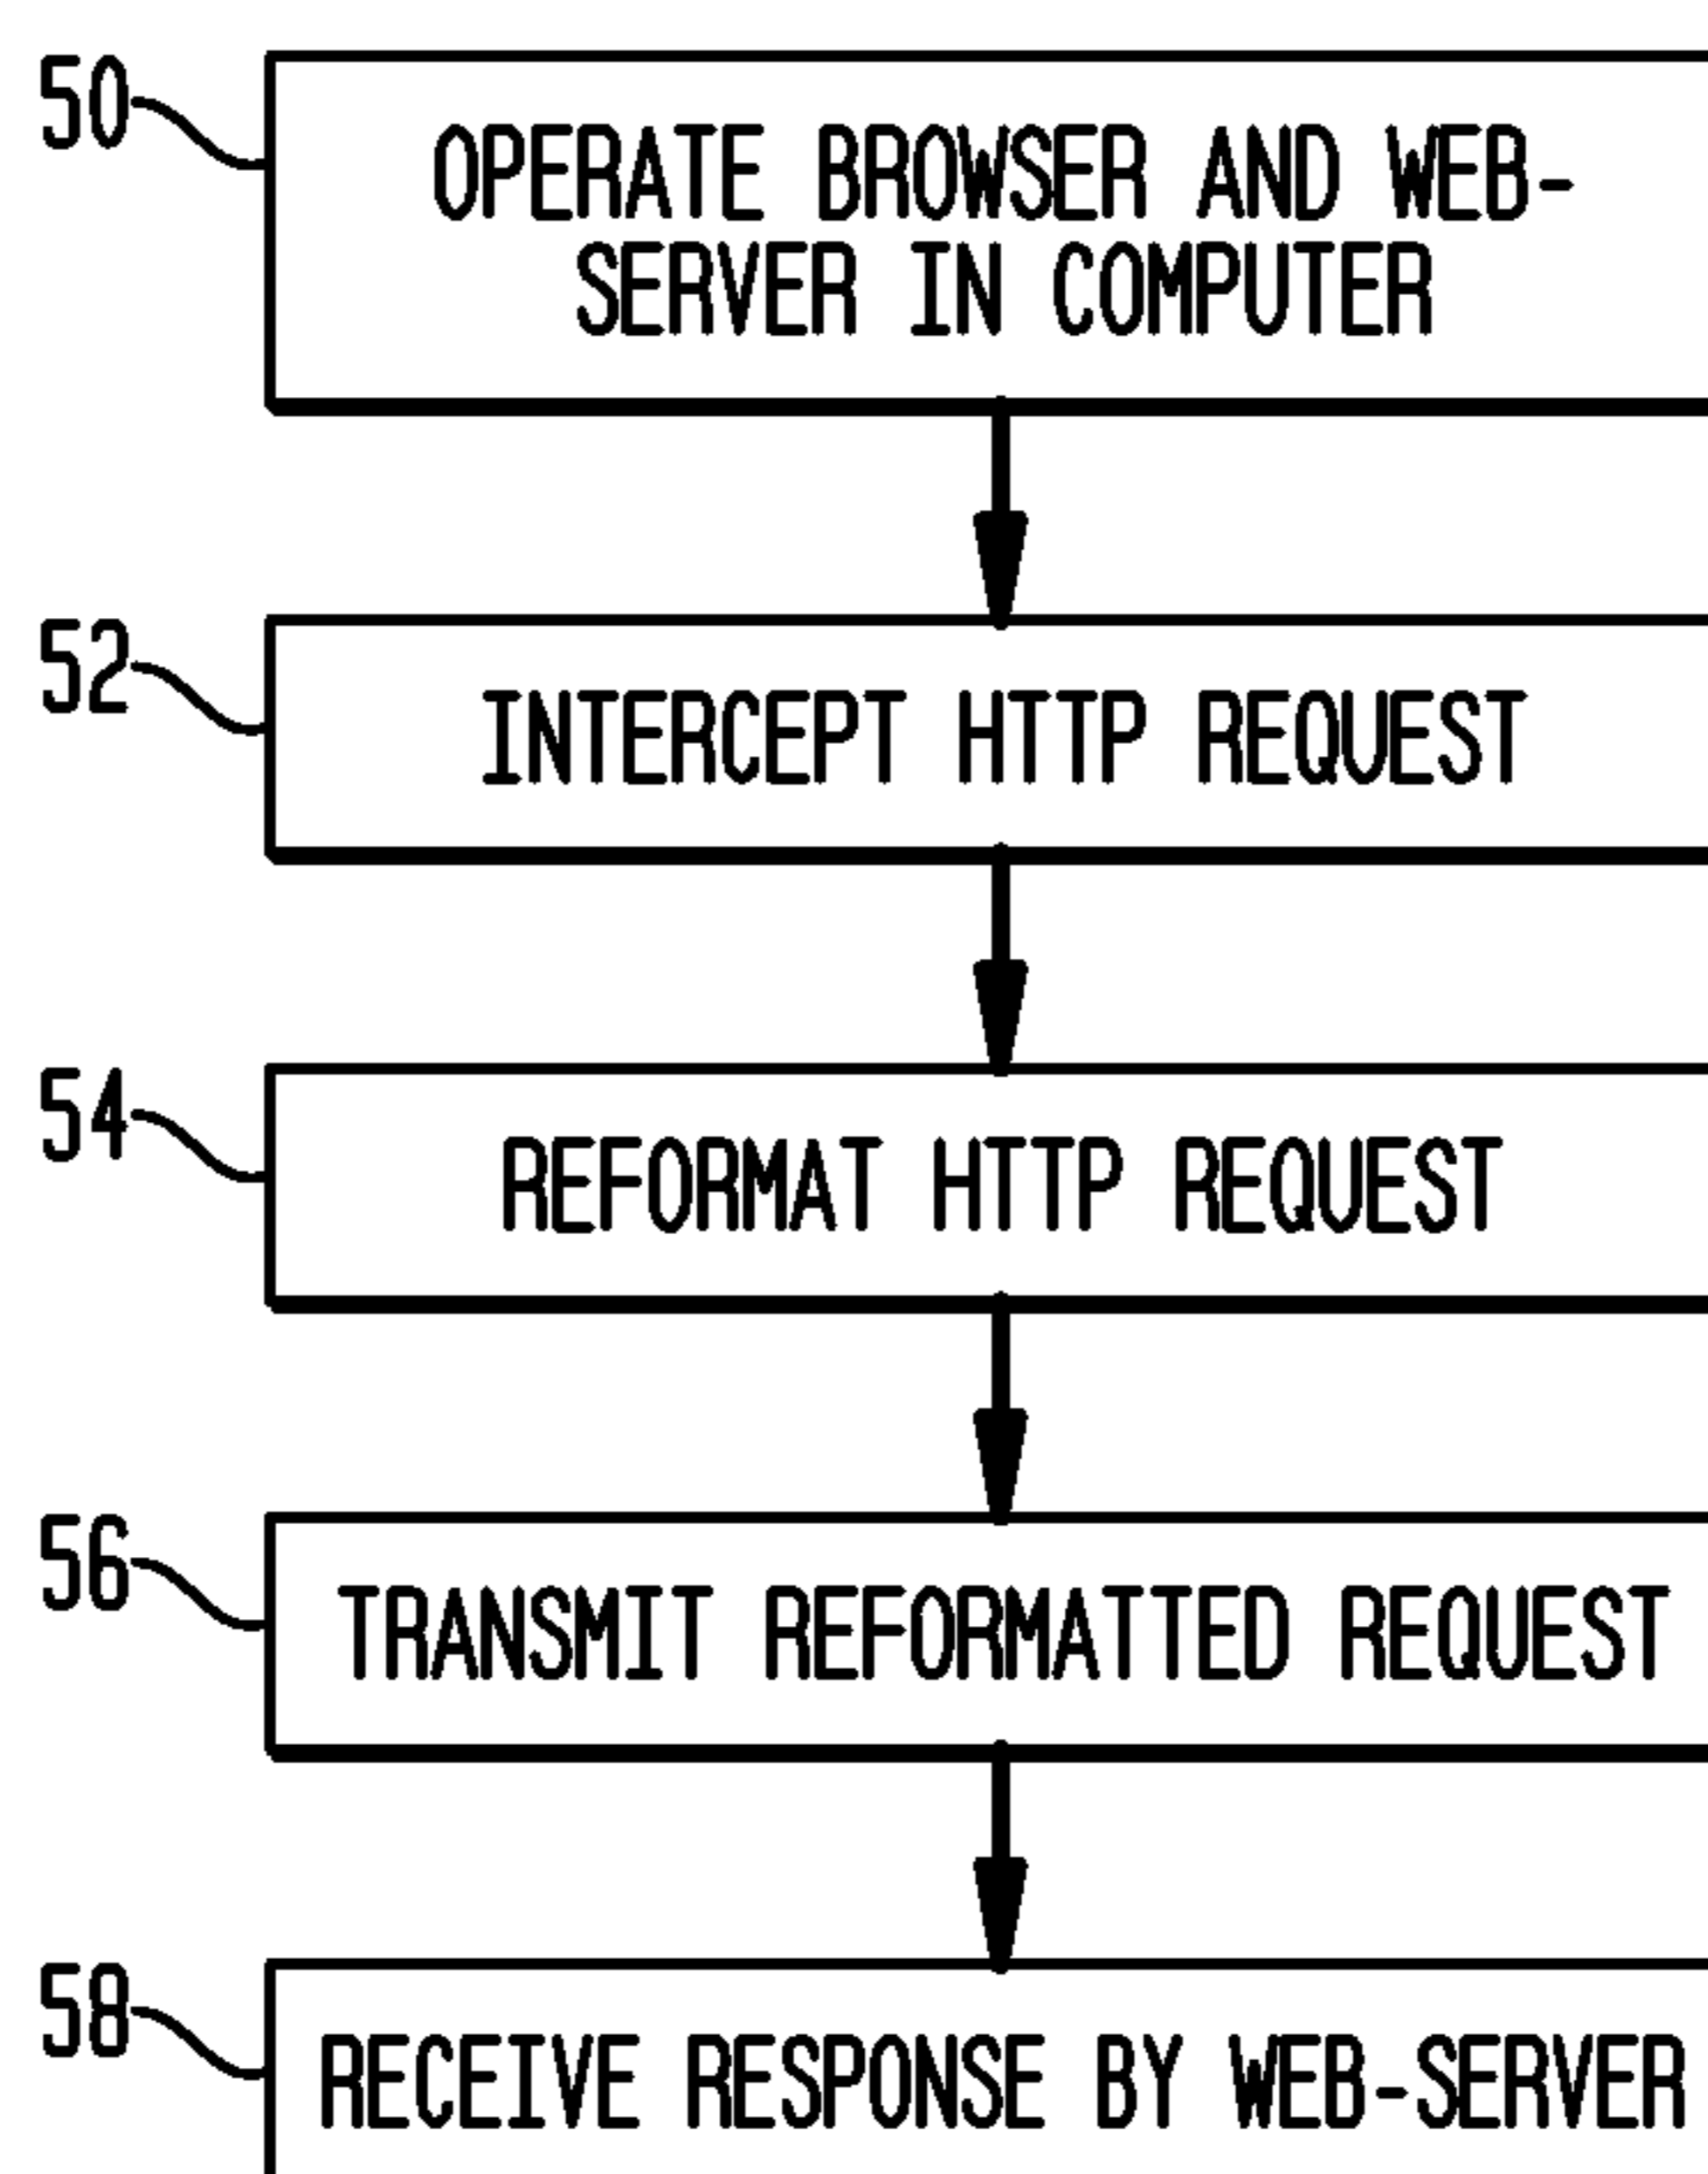 50
OPERATE BROWSER AND WEB-
SERVER IN COMPUTER
52
INTERCEPT HTTP REQUEST
54
REFORMAT HTTP REQUEST
56
TRANSMIT REFORMATTED REQUEST
58
RECEIVE RESPONSE BY WEB-SERVER